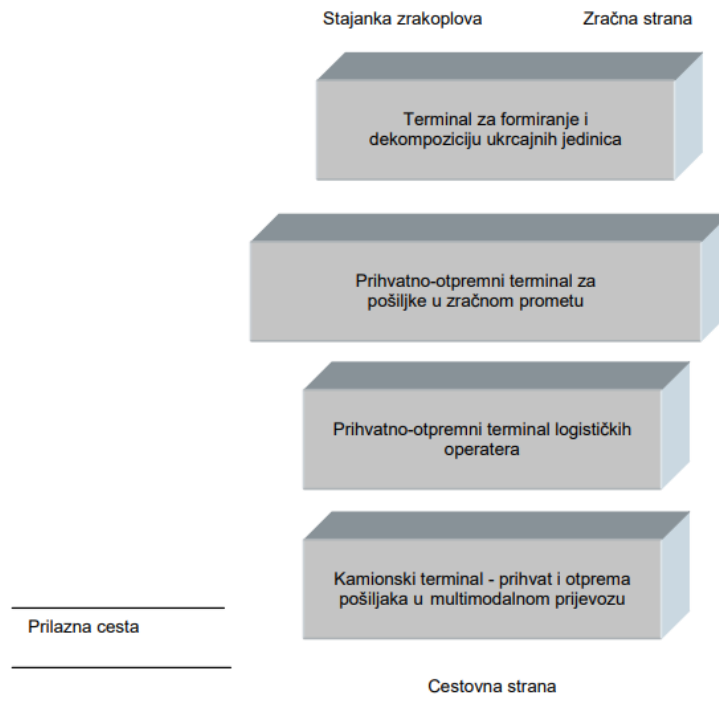 Stajanka zrakoplova
Zračna strana
Terminal za formiranje i
dekompoziciju ukrcajnih jedinica
Prihvatno-otpremni terminal za
pošiljke u zračnom prometu
Prihvatno-otpremni terminal logističkih
operatera
Kamionski terminal - prihvat i otprema
pošiljaka u multimodalnom prijevozu
Prilazna cesta
Cestovna strana